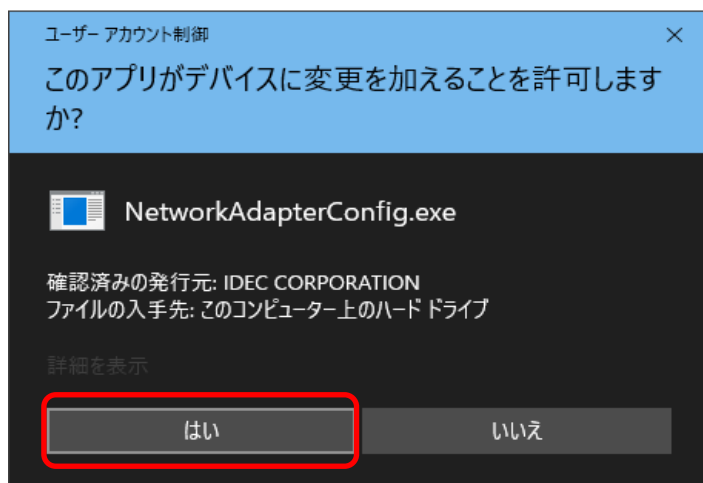 ユーザー アカウント制御
このアプリがデバイスに変更を加えることを許可します
か?
NetworkAdapterConfig.exe
確認済みの発行元: IDEC CORPORATION
ファイルの入手先: このコンピューター上のハード ドライブ
詳細を表示
はい
いいえ